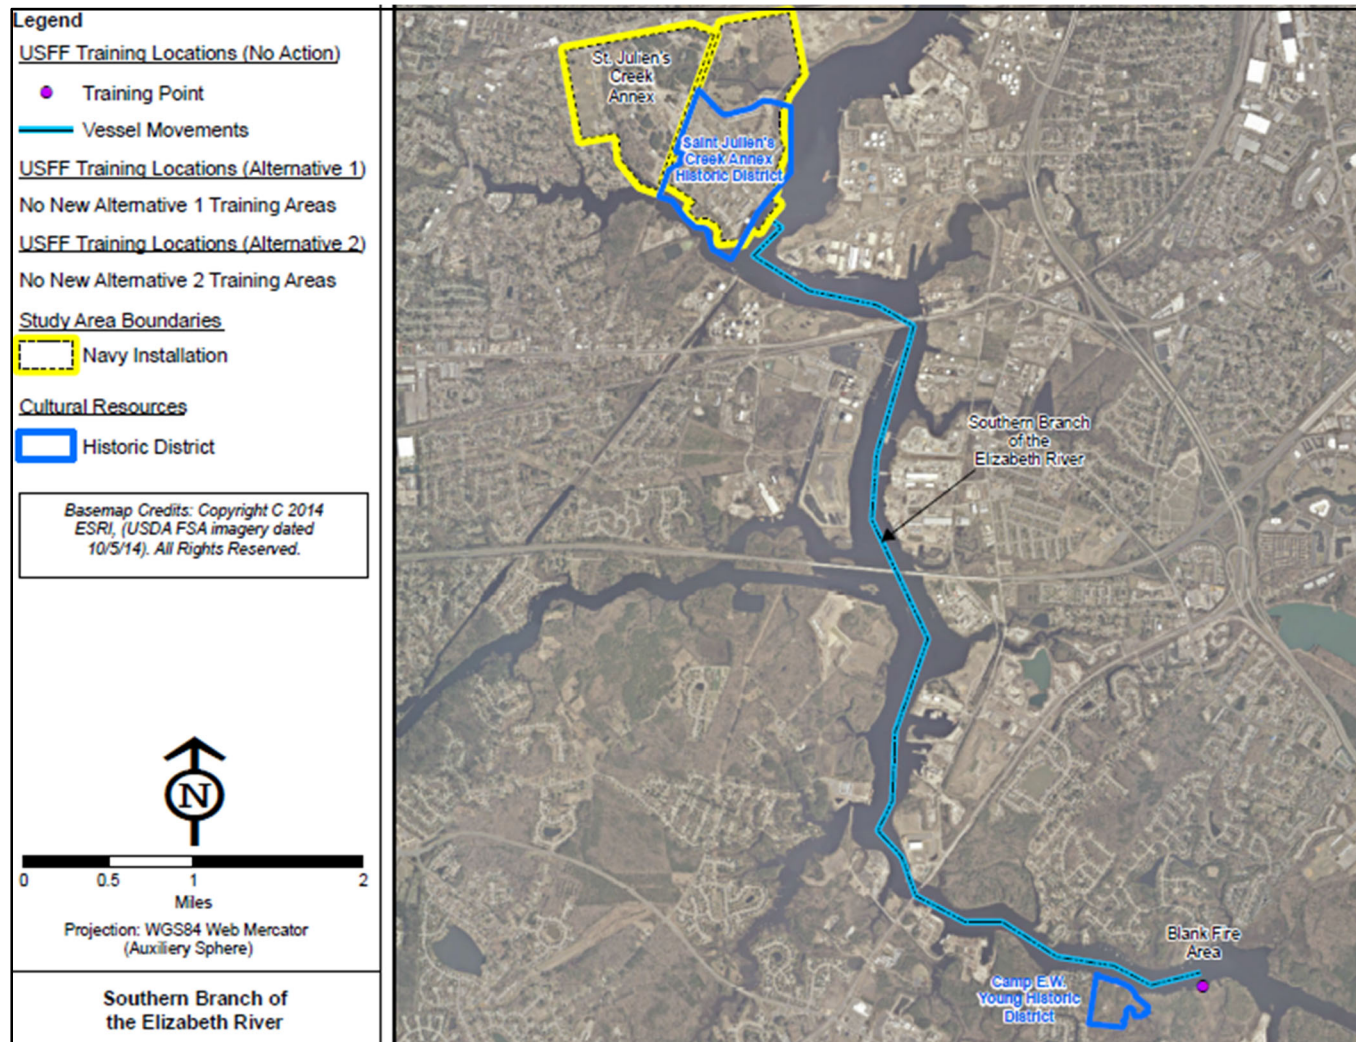 Legend
USFF Training Locations (No Action)
Training Point
Vessel Movements
USFF Training Locations (Alternative 1)
No New Alternative 1 Training Areas
USFF Training Locations (Alternative 2)
No New Alternative 2 Training Areas
Study Area Boundaries
Navy Installation
Cultural Resources
Historic District
Basemap Credits: Copyright C 2014
ESRI, (USDA FSA imagery dated
10/5/14). All Rights Reserved.
N
0 0.5 1 2
Miles
Projection: WGS84 Web Mercator
(Auxiliery Sphere)
Southern Branch of
the Elizabeth River
St. Julien's
Creek
Annex
Saint Julien's
Creek Annex
Historic District
Southern Branch
of the
Elizabeth River
Blank Fire
Area
Camp E.W.
Young Historic
District